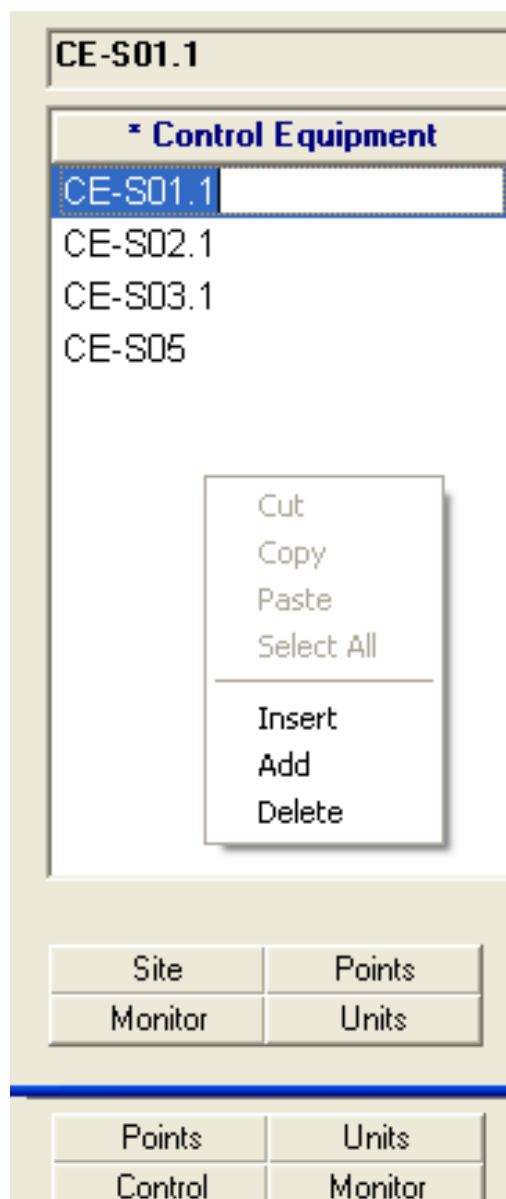 CE-S01.1
* Control Equipment
CE-S01.1
CE-S02.1
CE-S03.1
CE-S05
Cut
Copy
Paste
Select All
Insert
Add
Delete
Site Points
Monitor Units
Points Units
Control Monitor